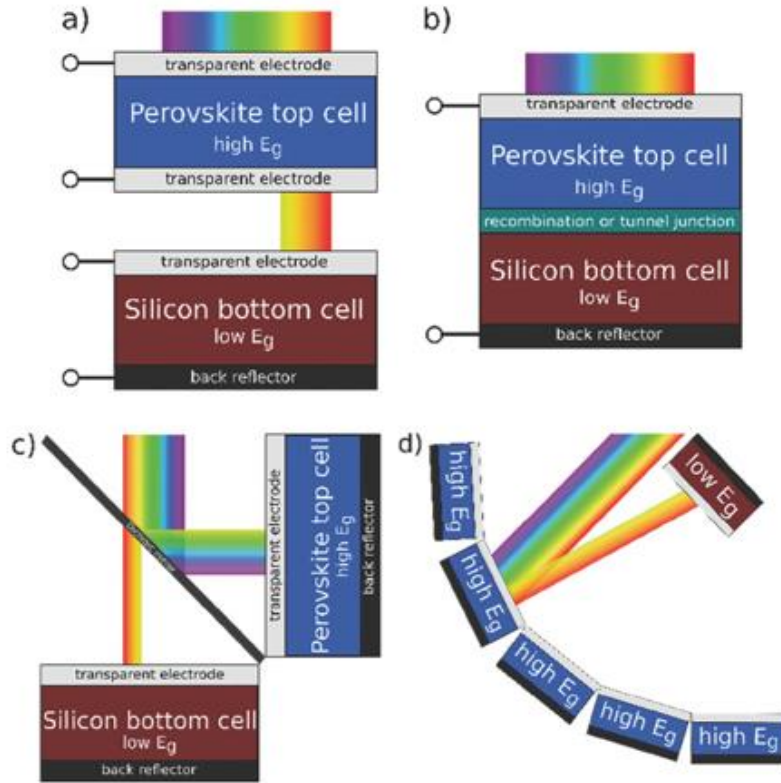 a)
transparent electrode
Perovskite top cell
high Eg
transparent electrode
transparent electrode
Silicon bottom cell
low Eg
back reflector
b)
transparent electrode
Perovskite top cell
high Eg
recombination or tunnel junction
Silicon bottom cell
low Eg
back reflector
c)
transparent electrode
Perovskite top cell
high Eg
back reflector
transparent electrode
Silicon bottom cell
low Eg
back reflector
d)
high Eg
low Eg
high Eg
high Eg
high Eg
high Eg